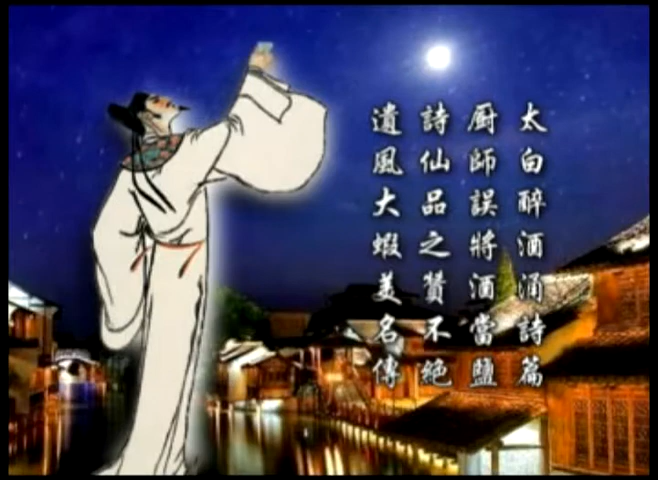 太白醉酒涌詩篇
厨師誤將酒當鹽
詩仙品之贊不絕
遺風大蝦美名傳